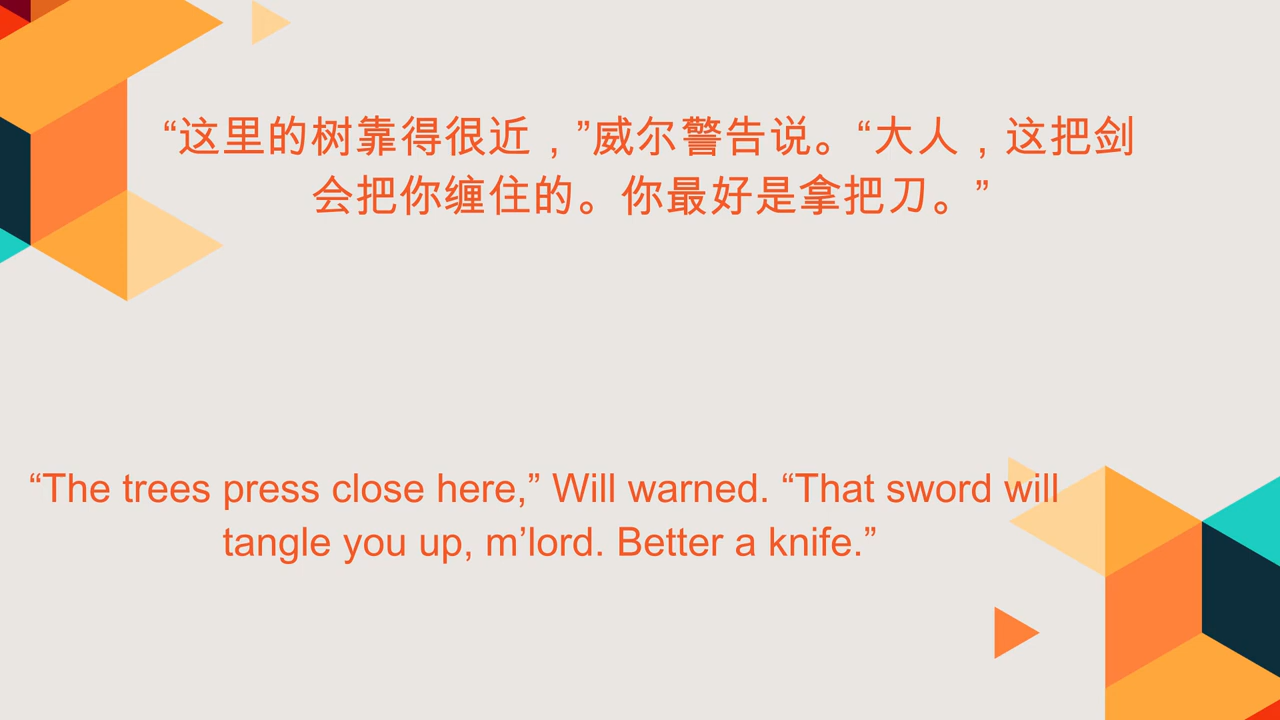 “这里的树靠得很近，”威尔警告说。“大人，这把剑
会把你缠住的。你最好是拿把刀。”
“The trees press close here,” Will warned. “That sword will
tangle you up, m’lord. Better a knife.”